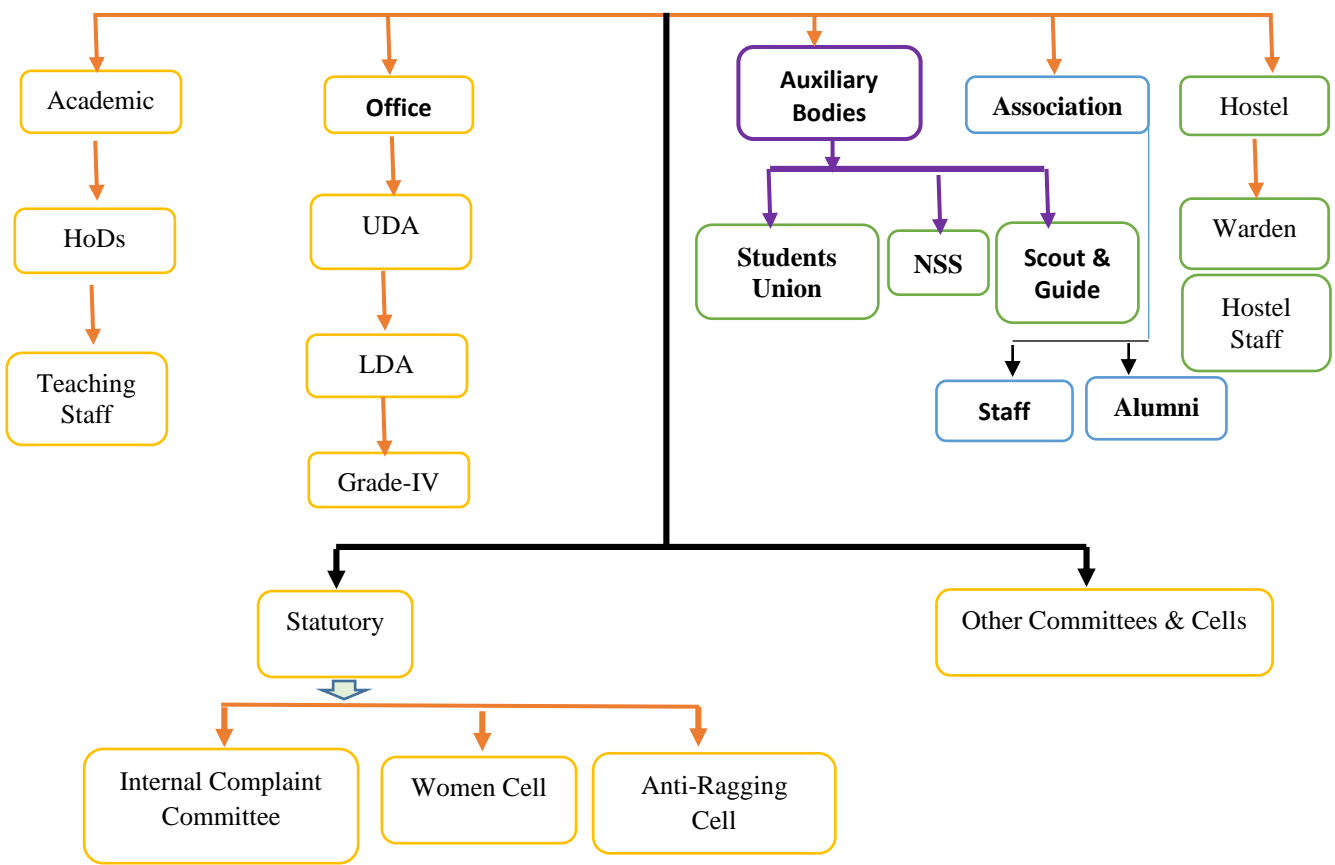 Academic
Office
Auxiliary
Bodies
Association
Hostel
HoDs
UDA
Students
Union
NSS
Scout &
Guide
Warden
Hostel
Staff
Teaching
Staff
LDA
Staff
Alumni
Grade-IV
Statutory
Other Committees & Cells
Internal Complaint
Committee
Women Cell
Anti-Ragging
Cell